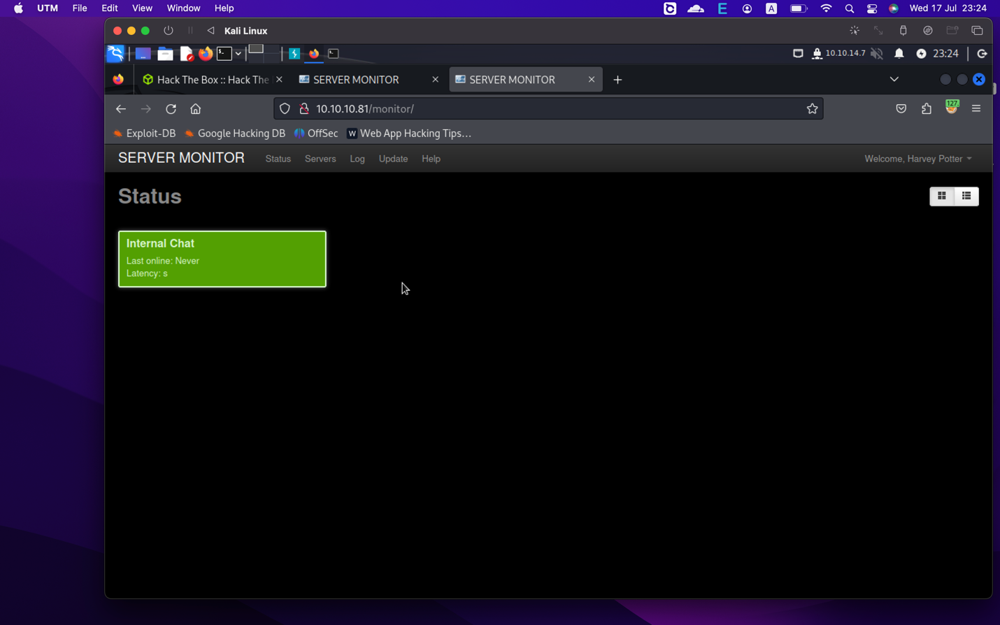 UTM File Edit View Window Help Wed 17 Jul 23:24
Kali Linux
10.10.14.7 23:24
Hack The Box :: Hack The SERVER MONITOR SERVER MONITOR
10.10.10.81/monitor/ 127.
Exploit-DB Google Hacking DB OffSec W Web App Hacking Tips...
SERVER MONITOR Status Servers Log Update Help Welcome, Harvey Potter
Status
Internal Chat
Last online: Never
Latency: s